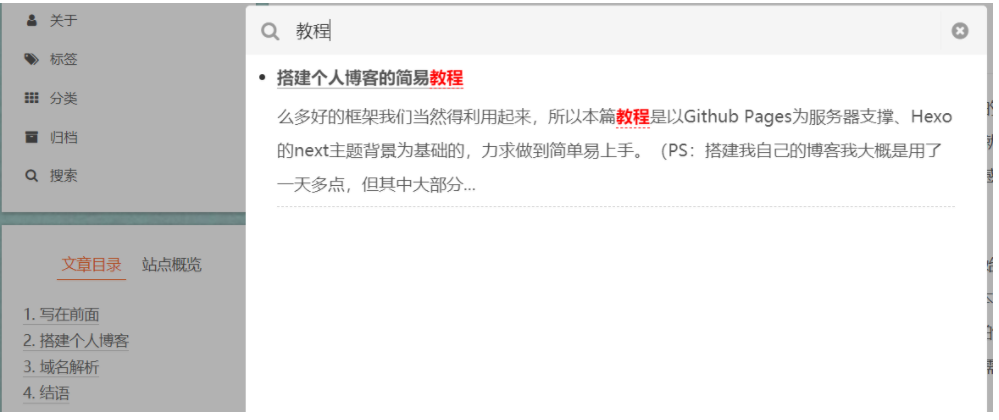 关于
标签
分类
归档
搜索
文章目录 站点概览
1. 写在前面
2. 搭建个人博客
3. 域名解析
4. 结语
教程
搭建个人博客的简易教程
么多好的框架我们当然得利用起来，所以本篇教程是以Github Pages为服务器支撑、Hexo
的next主题背景为基础的，力求做到简单易上手。（PS：搭建我自己的博客我大概是用了
一天多点，但其中大部分...